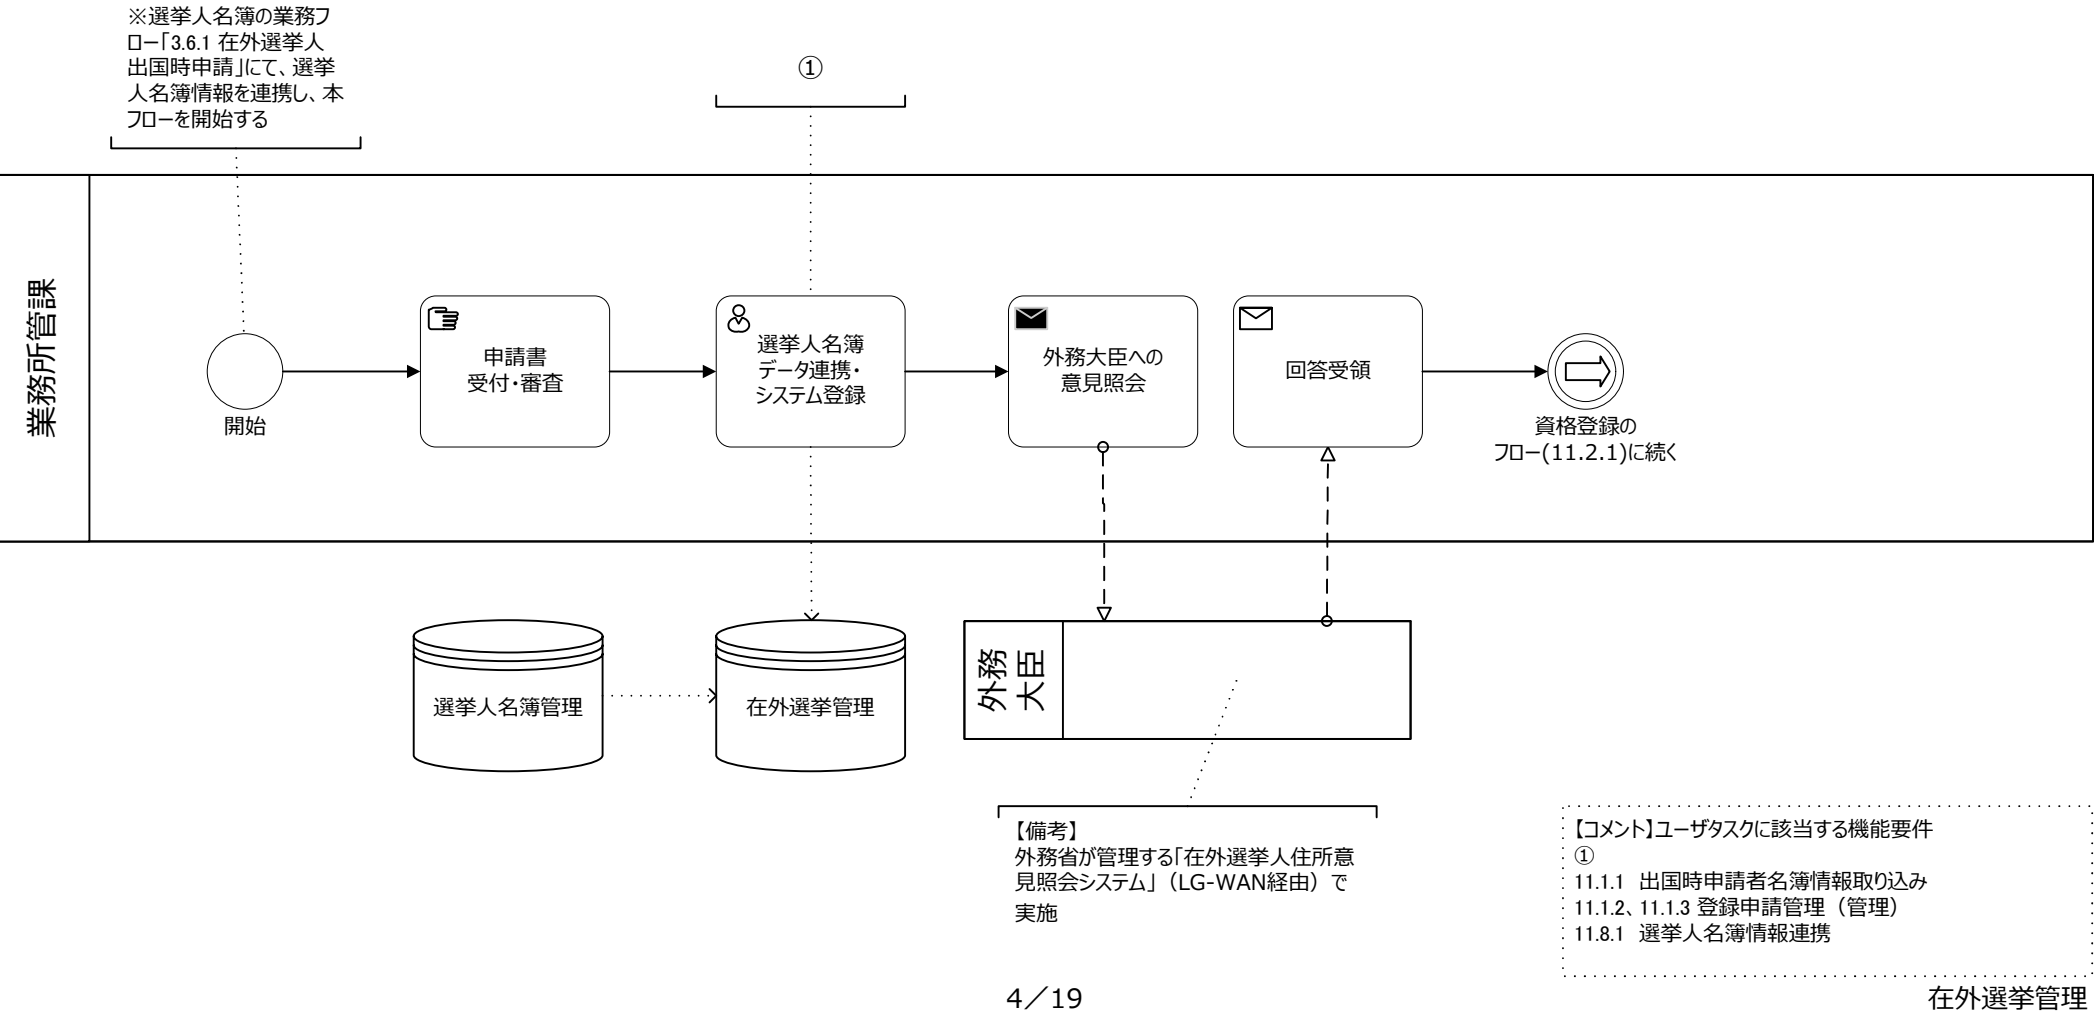 ※選挙人名簿の業務フ
ロー「3.6.1 在外選挙人
出国時申請」にて、選挙
人名簿情報を連携し、本
フローを開始する
①
業務所管課
開始
申請書
受付・審査
選挙人名簿
データ連携・
システム登録
外務大臣への
意見照会
回答受領
資格登録の
フロー(11.2.1)に続く
選挙人名簿管理
在外選挙管理
外務
大臣
【備考】
外務省が管理する「在外選挙人住所意
見照会システム」（LG-WAN経由）で
実施
【コメント】ユーザタスクに該当する機能要件
①
11.1.1 出国時申請者名簿情報取り込み
11.1.2、11.1.3 登録申請管理（管理）
11.8.1 選挙人名簿情報連携
4／19
在外選挙管理